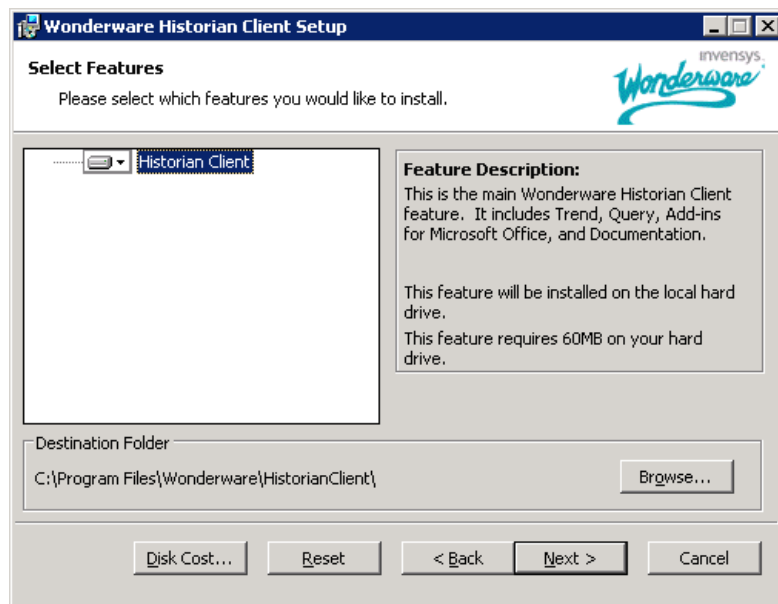 Wonderware Historian Client Setup
Select Features
Please select which features you would like to install.
invensys.
Wonderware
Historian Client
Feature Description:
This is the main Wonderware Historian Client
feature. It includes Trend, Query, Add-ins
for Microsoft Office, and Documentation.
This feature will be installed on the local hard
drive.
This feature requires 60MB on your hard
drive.
Destination Folder
C:\Program Files\Wonderware\HistorianClient\
Browse...
Disk Cost...
Reset
< Back
Next >
Cancel